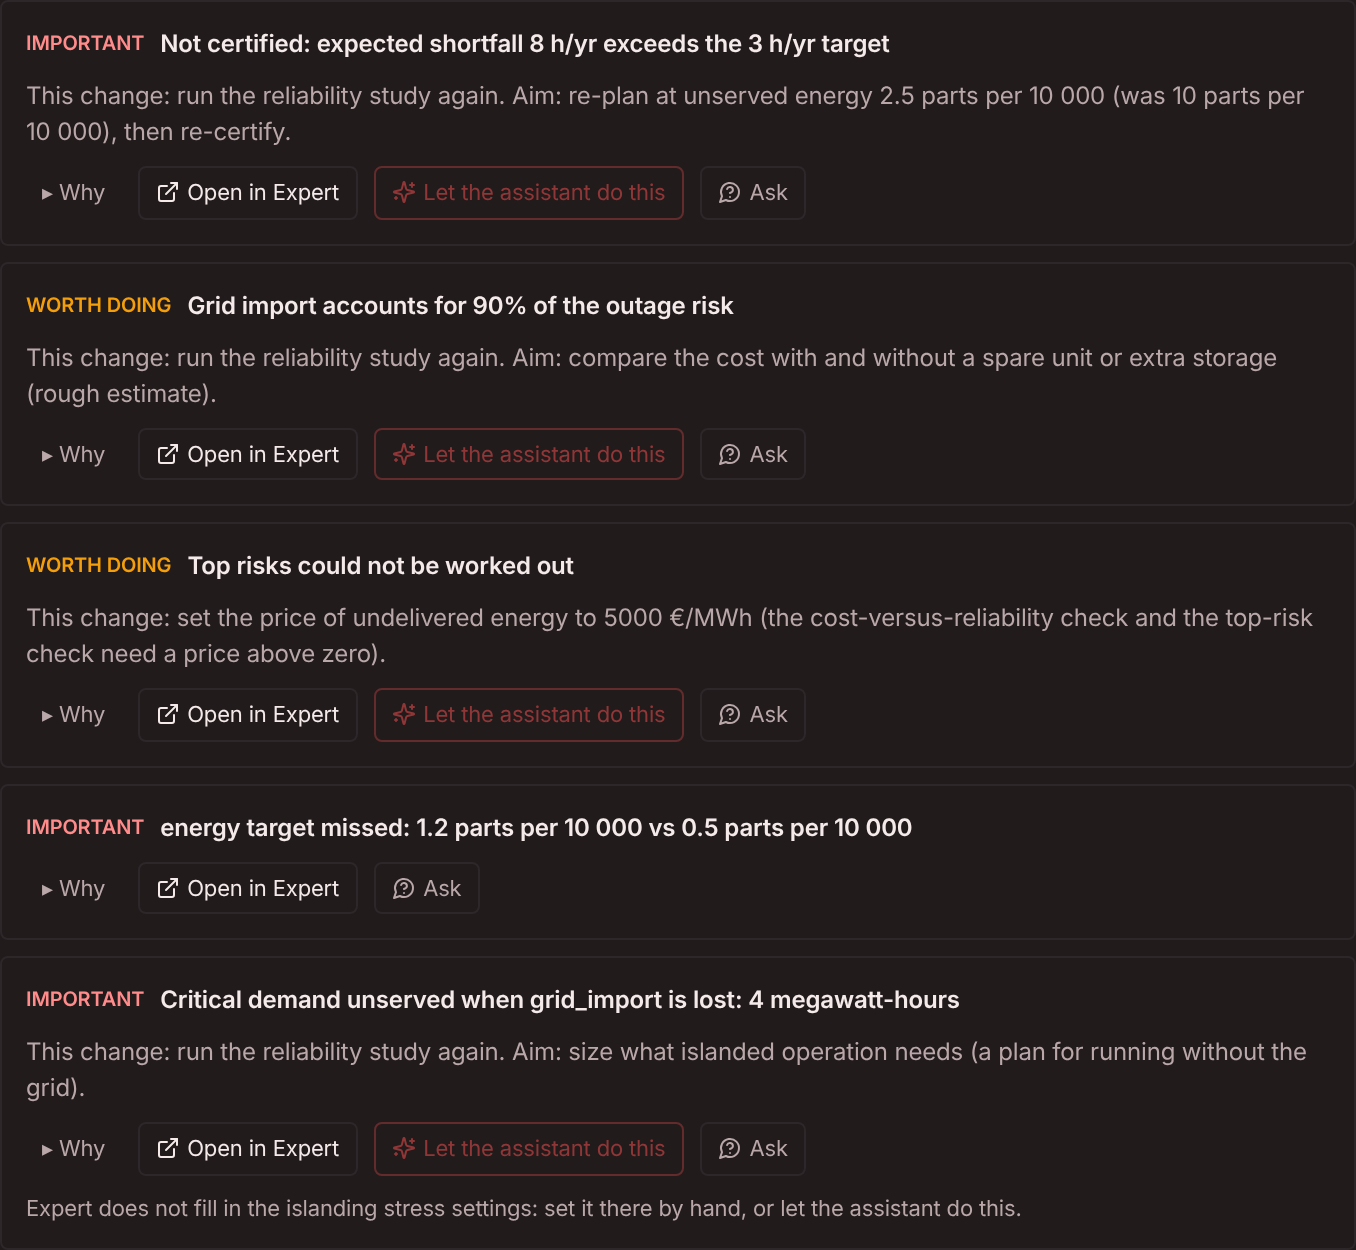 IMPORTANT Not certified: expected shortfall 8 h/yr exceeds the 3 h/yr target
This change: run the reliability study again. Aim: re-plan at unserved energy 2.5 parts per 10 000 (was 10 parts per
10 000), then re-certify.
▸ Why Open in Expert Let the assistant do this Ask
WORTH DOING Grid import accounts for 90% of the outage risk
This change: run the reliability study again. Aim: compare the cost with and without a spare unit or extra storage
(rough estimate).
▸ Why Open in Expert Let the assistant do this Ask
WORTH DOING Top risks could not be worked out
This change: set the price of undelivered energy to 5000 €/MWh (the cost-versus-reliability check and the top-risk
check need a price above zero).
▸ Why Open in Expert Let the assistant do this Ask
IMPORTANT energy target missed: 1.2 parts per 10 000 vs 0.5 parts per 10 000
▸ Why Open in Expert Ask
IMPORTANT Critical demand unserved when grid_import is lost: 4 megawatt-hours
This change: run the reliability study again. Aim: size what islanded operation needs (a plan for running without the
grid).
▸ Why Open in Expert Let the assistant do this Ask
Expert does not fill in the islanding stress settings: set it there by hand, or let the assistant do this.